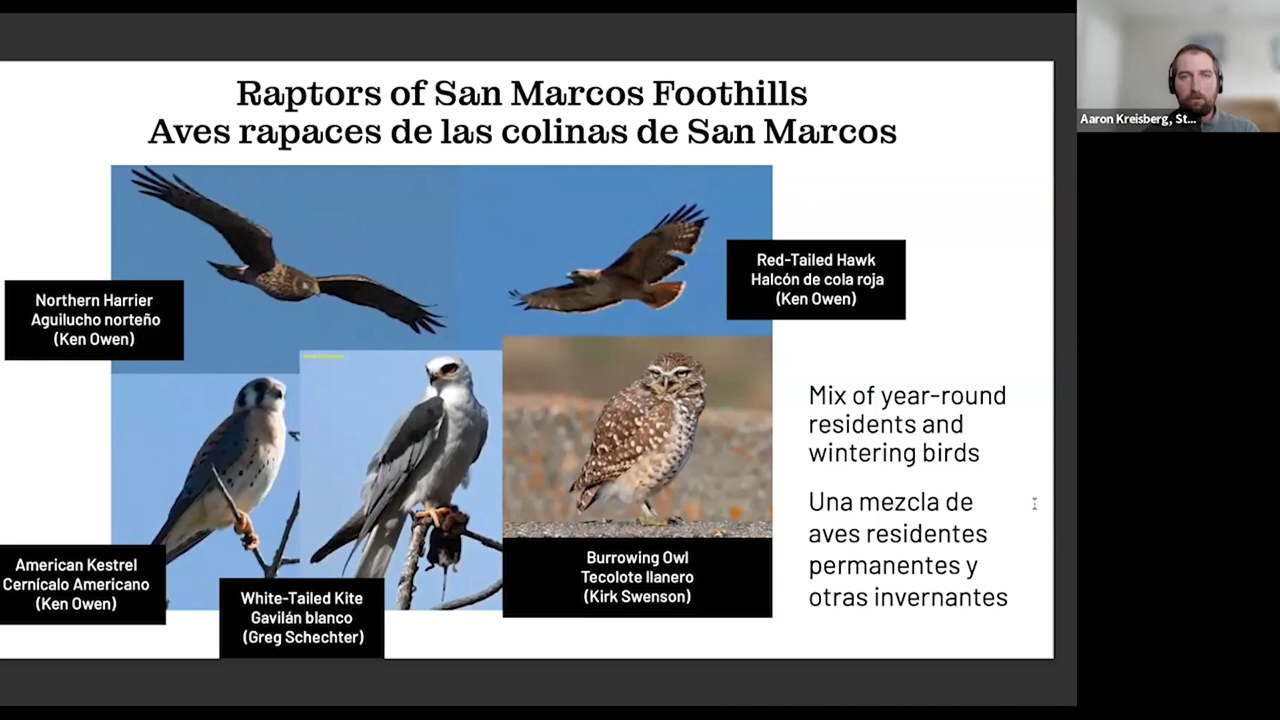 Raptors of San Marcos Foothills
Aves rapaces de las colinas de San Marcos
Northern Harrier
Aguilucho norteño
(Ken Owen)
Red-Tailed Hawk
Halcón de cola roja
(Ken Owen)
American Kestrel
Cernícalo Americano
(Ken Owen)
White-Tailed Kite
Gavilán blanco
(Greg Schechter)
Burrowing Owl
Tecolote llanero
(Kirk Swenson)
Mix of year-round
residents and
wintering birds
Una mezcla de
aves residentes
permanentes y
otras invernantes
Aaron Kreisberg, St...